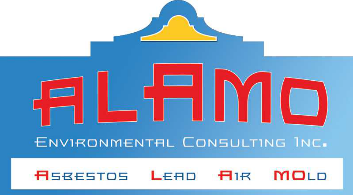 ALAMO
ENVIRONMENTAL CONSULTING INC.
ASBESTOS LEAD AIR MOLD